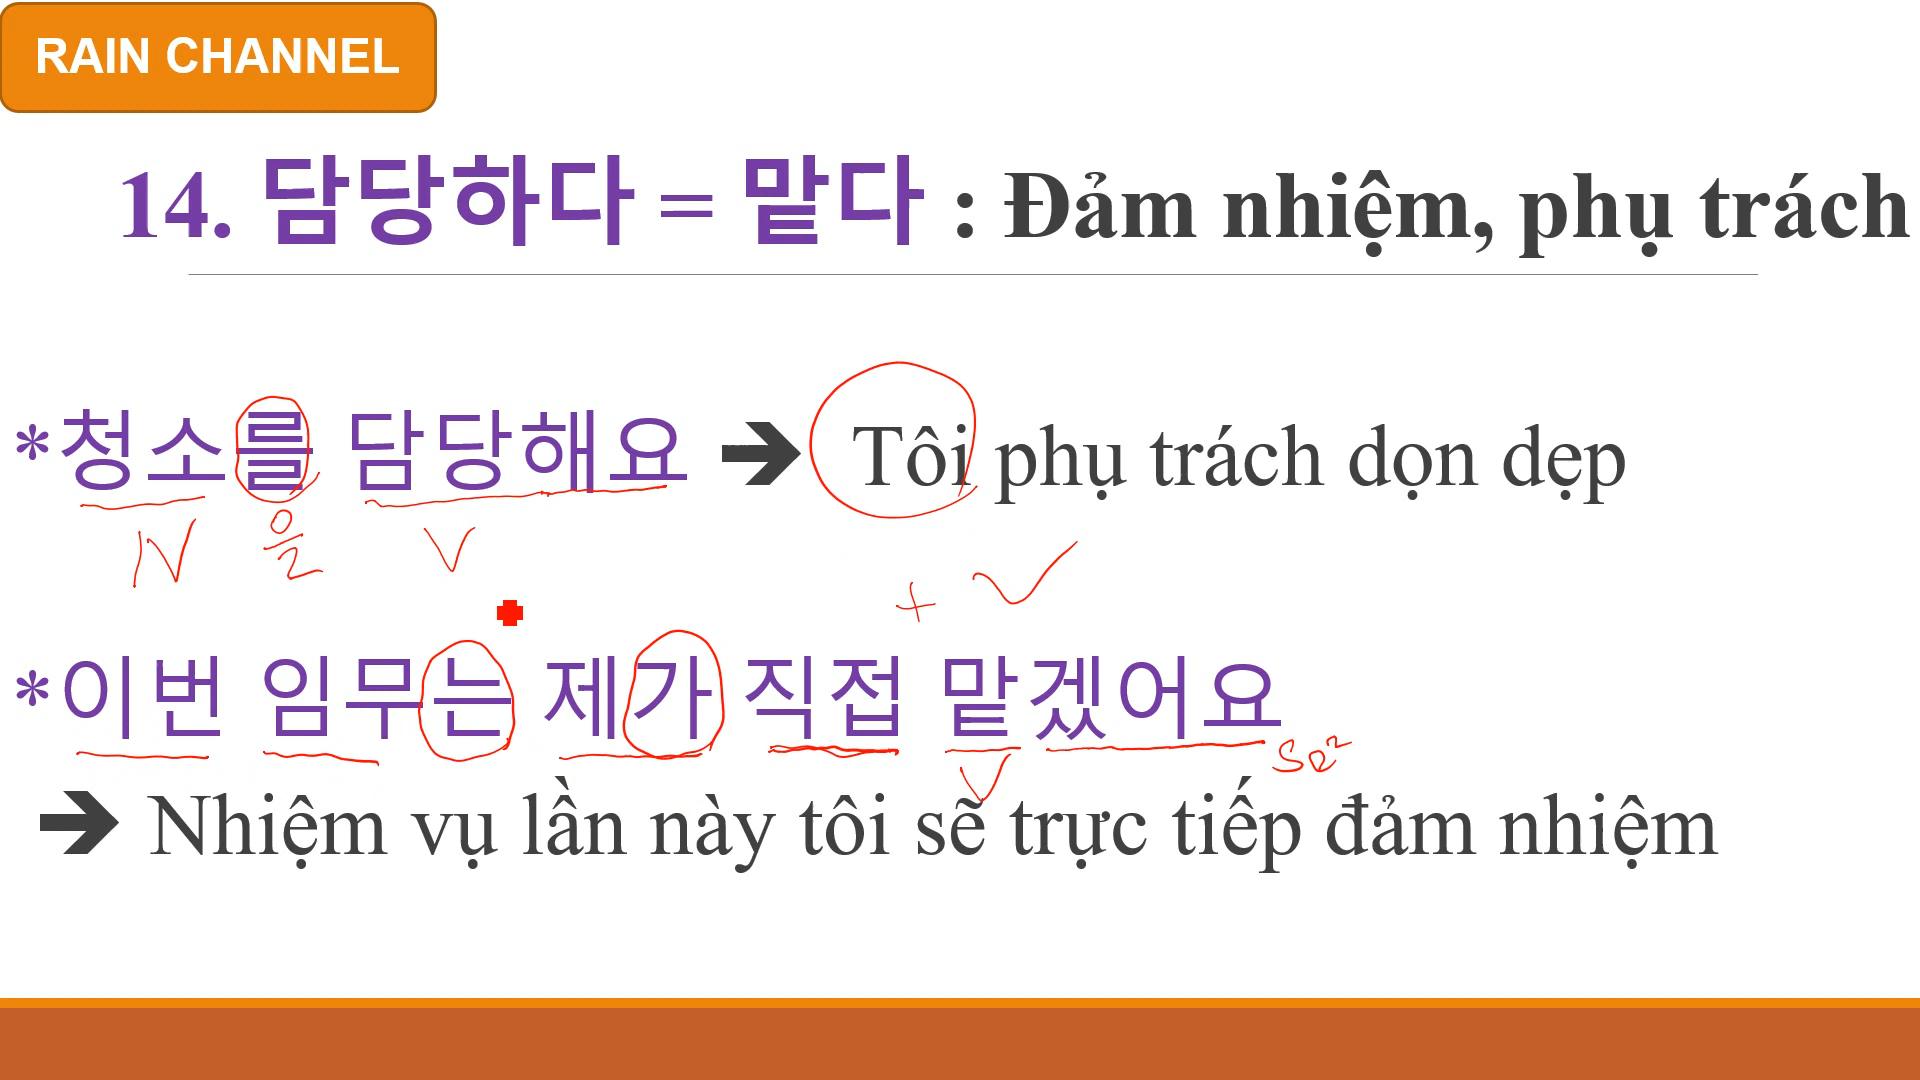 RAIN CHANNEL
14. 담당하다 = 맡다 : Đảm nhiệm, phụ trách
*청소를 담당해요 ➔ Tôi phụ trách dọn dẹp
N 을 V
+
*이번 임무는 제가 직접 맡겠어요
V
➔ Nhiệm vụ lần này tôi sẽ trực tiếp đảm nhiệm